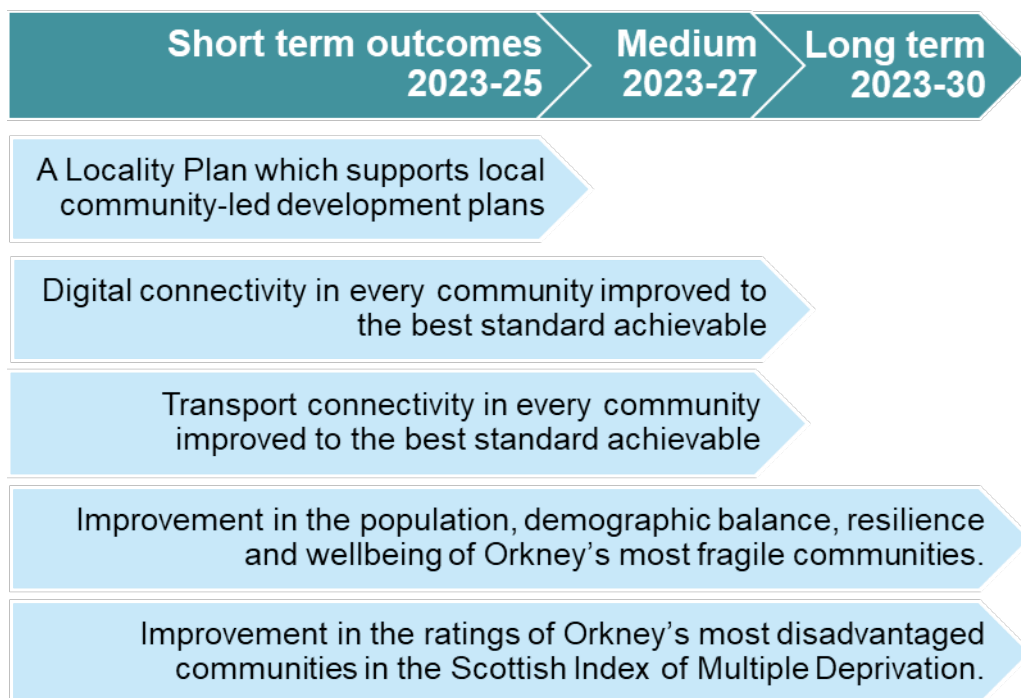 Short term outcomes
2023-25
Medium
2023-27
Long term
2023-30
A Locality Plan which supports local
community-led development plans
Digital connectivity in every community improved to
the best standard achievable
Transport connectivity in every community
improved to the best standard achievable
Improvement in the population, demographic balance, resilience
and wellbeing of Orkney’s most fragile communities.
Improvement in the ratings of Orkney’s most disadvantaged
communities in the Scottish Index of Multiple Deprivation.